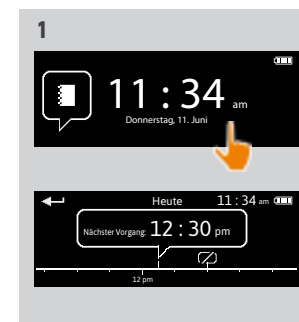 1
11 : 34 am
Donnerstag, 11. Juni
Heute 11 : 34 am
Nächster Vorgang: 12 : 30 pm
12 pm